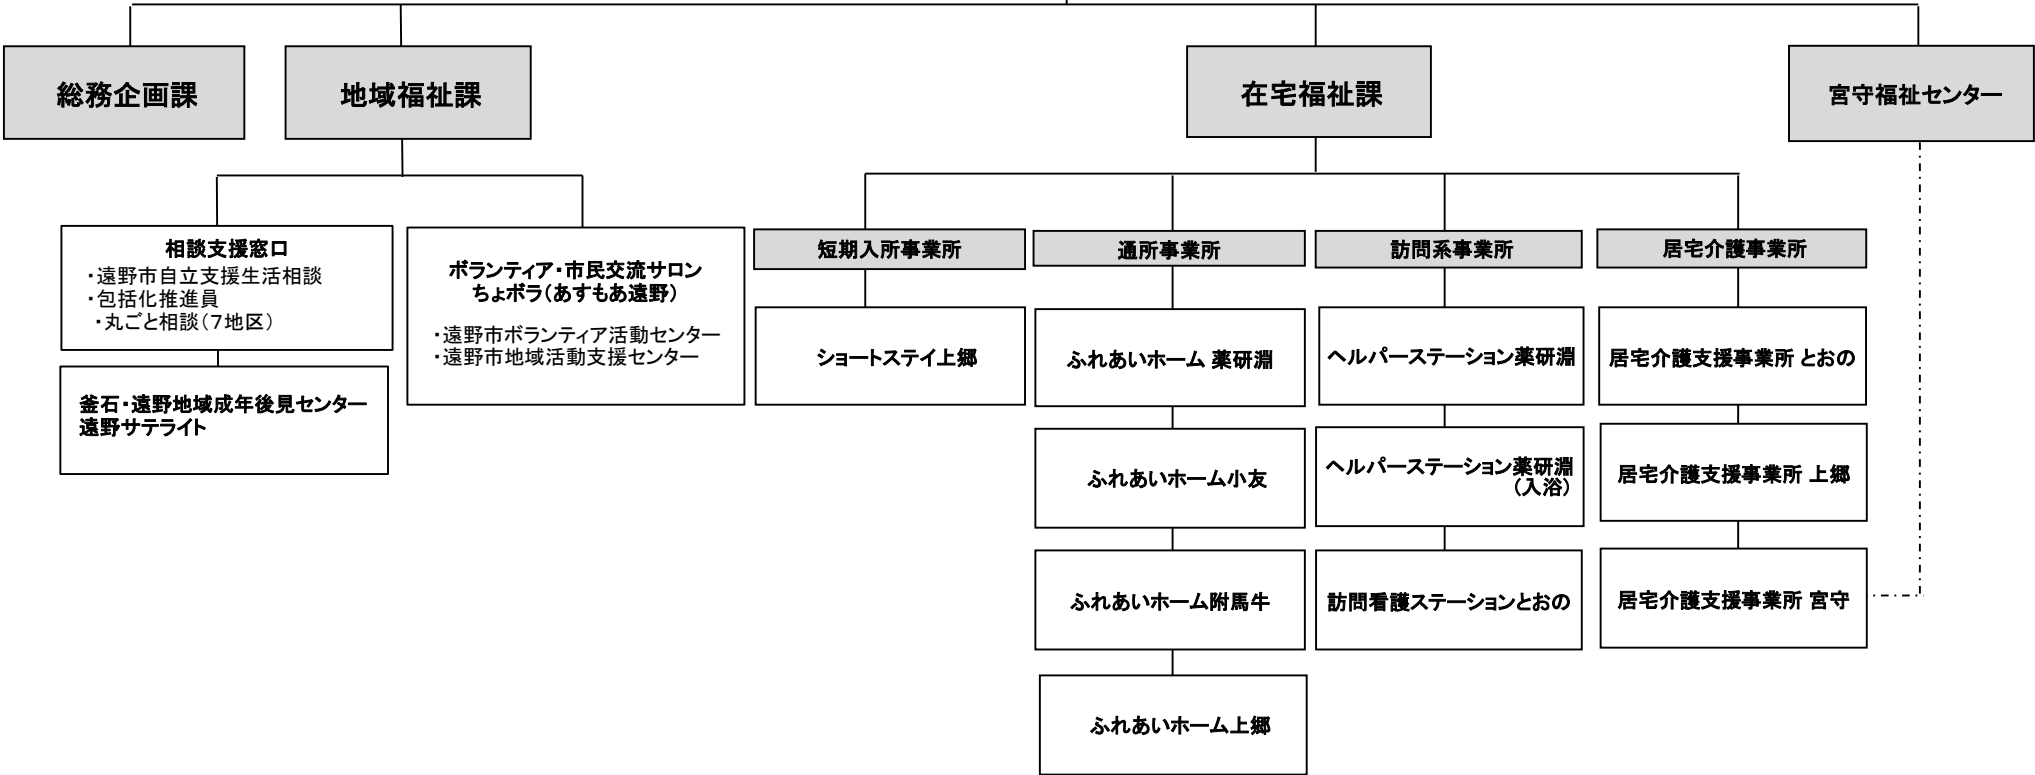 総務企画課
地域福祉課
在宅福祉課
宮守福祉センター
相談支援窓口
・遠野市自立支援生活相談
・包括化推進員
・丸ごと相談（７地区）
釜石・遠野地域成年後見センター
遠野サテライト
ボランティア・市民交流サロン
ちょボラ（あすもあ遠野）
・遠野市ボランティア活動センター
・遠野市地域活動支援センター
短期入所事業所
ショートステイ上郷
通所事業所
ふれあいホーム 薬研淵
ふれあいホーム小友
ふれあいホーム附馬牛
ふれあいホーム上郷
訪問系事業所
ヘルパーステーション薬研淵
ヘルパーステーション薬研淵
（入浴）
訪問看護ステーションとおの
居宅介護事業所
居宅介護支援事業所 とおの
居宅介護支援事業所 上郷
居宅介護支援事業所 宮守